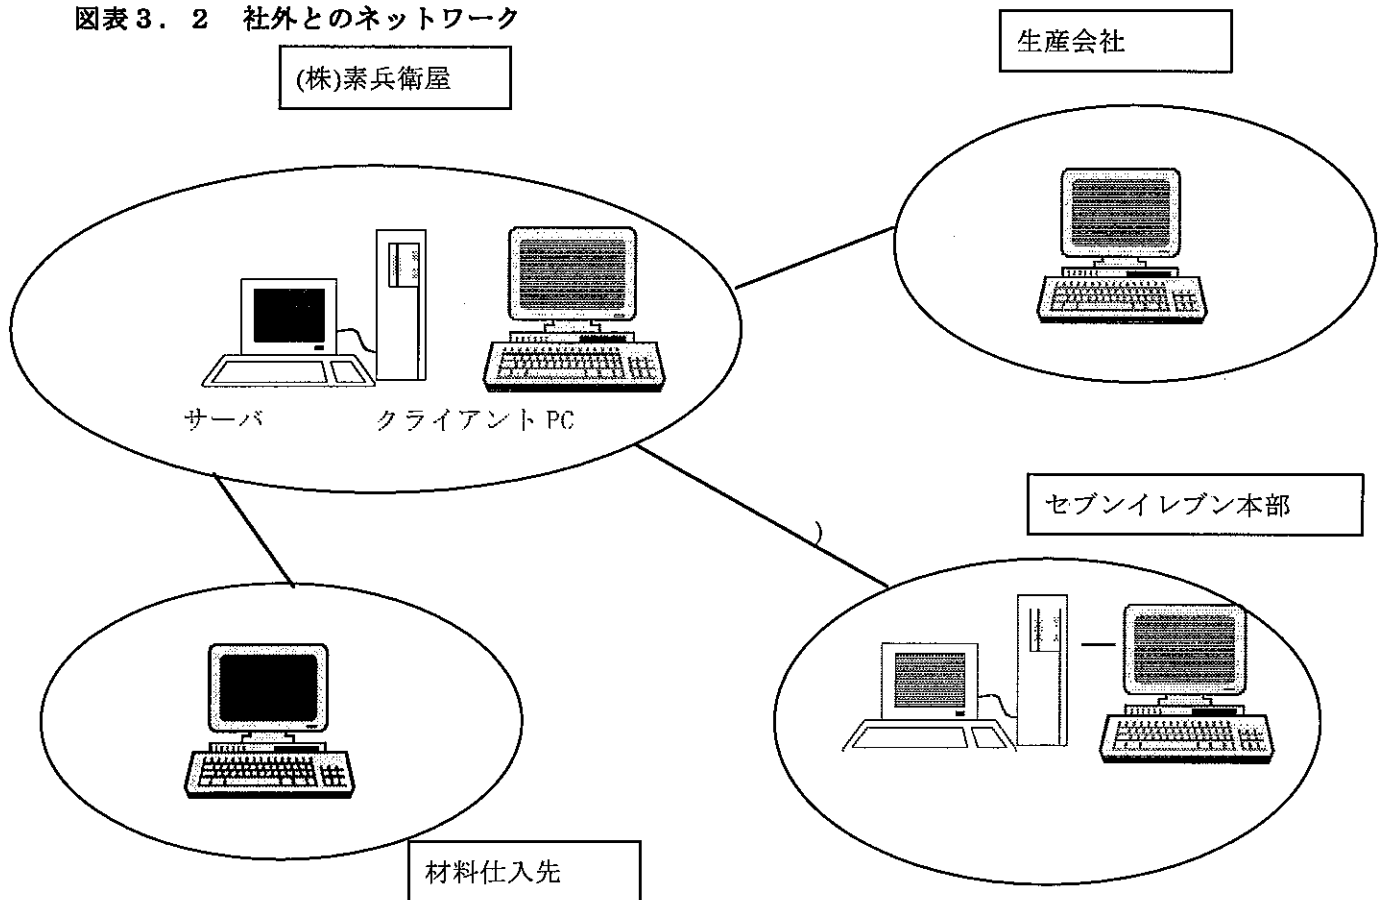 図表３．２　社外とのネットワーク
(株)素兵衛屋
生産会社
サーバ
クライアント PC
セブンイレブン本部
材料仕入先